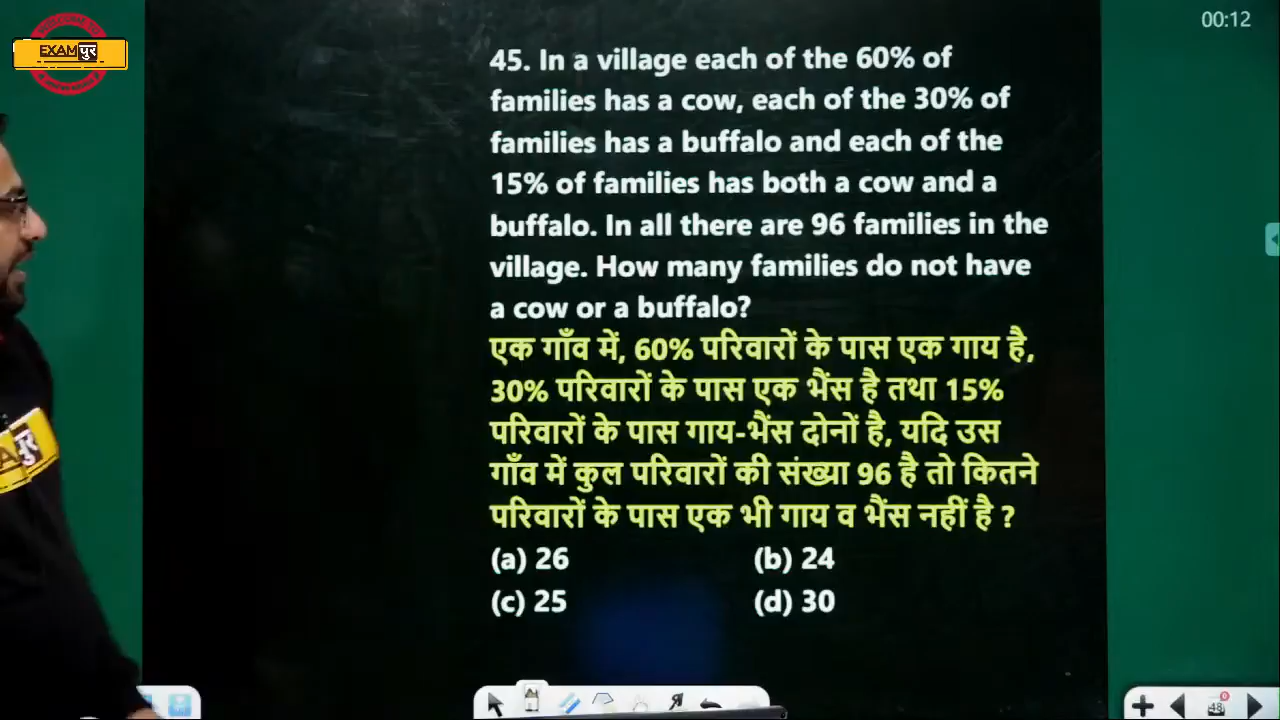 WELCOME TO
EXAMपुर
00:12
45. In a village each of the 60% of
families has a cow, each of the 30% of
families has a buffalo and each of the
15% of families has both a cow and a
buffalo. In all there are 96 families in the
village. How many families do not have
a cow or a buffalo?
एक गाँव में, 60% परिवारों के पास एक गाय है,
30% परिवारों के पास एक भैंस है तथा 15%
परिवारों के पास गाय-भैंस दोनों है, यदि उस
गाँव में कुल परिवारों की संख्या 96 है तो कितने
परिवारों के पास एक भी गाय व भैंस नहीं है ?
(a) 26 (b) 24
(c) 25 (d) 30
48